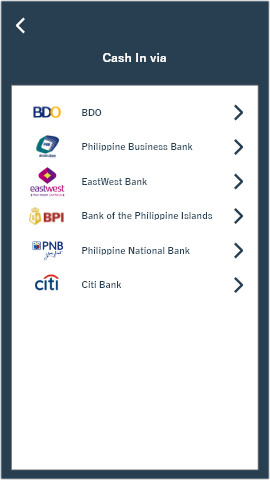 Cash In via
BDO BDO
PBB Philippine Business Bank
eastwest EastWest Bank
BPI Bank of the Philippine Islands
PNB Philippine National Bank
citi Citi Bank